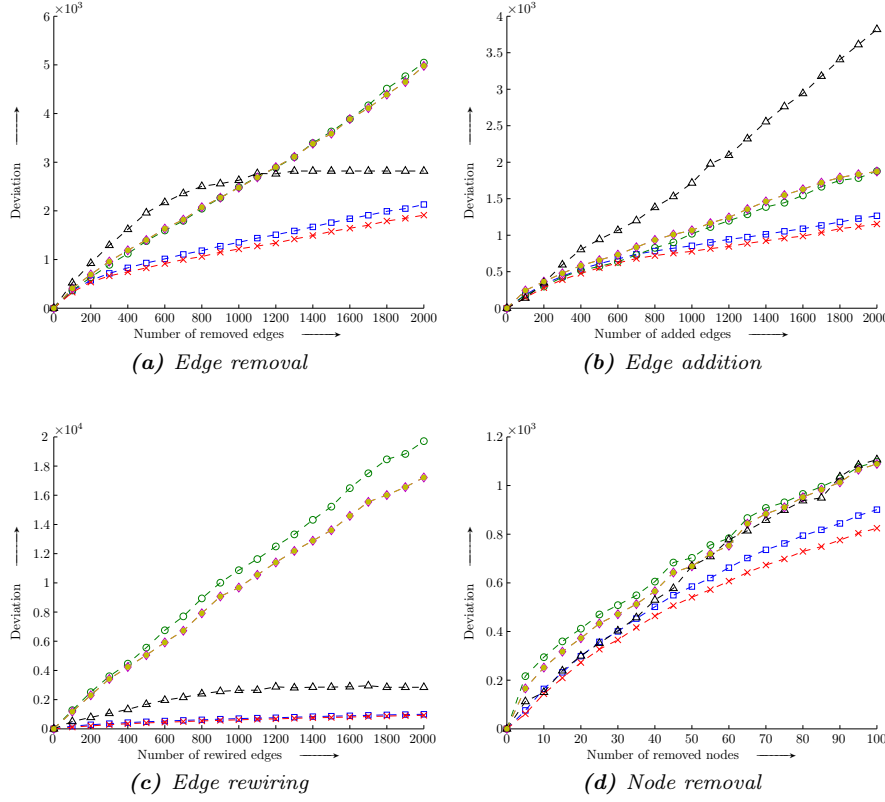 ×10³
6
5
4
3
2
1
0
Deviation
0 200 400 600 800 1000 1200 1400 1600 1800 2000
Number of removed edges
(a) Edge removal
×10³
4
3.5
3
2.5
2
1.5
1
0.5
0
Deviation
0 200 400 600 800 1000 1200 1400 1600 1800 2000
Number of added edges
(b) Edge addition
×10⁴
2
1.8
1.6
1.4
1.2
1
0.8
0.6
0.4
0.2
0
Deviation
0 200 400 600 800 1000 1200 1400 1600 1800 2000
Number of rewired edges
(c) Edge rewiring
×10³
1.2
1
0.8
0.6
0.4
0.2
0
Deviation
0 10 20 30 40 50 60 70 80 90 100
Number of removed nodes
(d) Node removal